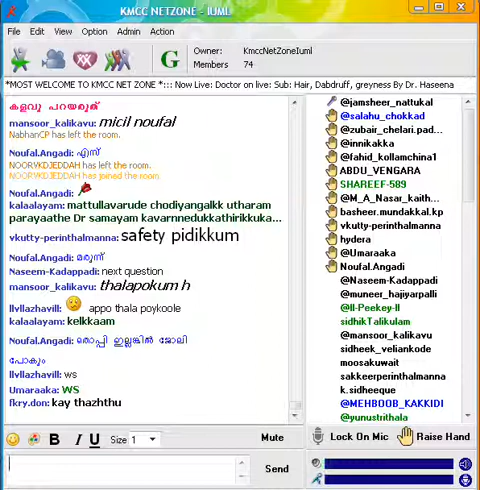 KMCC NETZONE - IUML
File Edit View Option Admin Action
G
Owner: KmccNetZoneIuml
Members 74
*MOST WELCOME TO KMCC NET ZONE *::: Now Live: Doctor on live: Sub: Hair, Dabdruff, greyness By Dr. Haseena
കളവു പറയരുത്
mansoor_kalikavu: micil noufal
NabhanCP has left the room.
Noufal.Angadi: എസ്
NOORVKDJEDDAH has left the room.
NOORVKDJEDDAH has joined the room.
Noufal.Angadi:
kalaalayam: mattullavarude chodiyangalkk utharam
parayaathe Dr samayam kavarnnedukkathirikkuka...
vkutty-perinthalmanna: safety pidikkum
Noufal.Angadi: മരുന്ന്
Naseem-Kadappadi: next question
mansoor_kalikavu: thalapokum h
llvllazhavill: appo thala poykoole
kalaalayam: kelkkaam
Noufal.Angadi: തൊപ്പി ഇല്ലങ്കിൽ ജോലി
പോകും
llvllazhavill: ws
Umaraaka: WS
fkry.don: kay thazhthu
@jamsheer_nattukal
@salahu_chokkad
@zubair_chelari.pad...
@innikakka
@fahid_kollamchina1
ABDU_VENGARA
SHAREEF-589
@M_A_Nasar_kaith...
basheer.mundakkal.kp
vkutty-perinthalmanna
hydera
@Umaraaka
Noufal.Angadi
@Naseem-Kadappadi
@muneer_hajiyarpalli
@ll-Peekey-ll
sidhikTalikulam
@mansoor_kalikavu
sidheek_veliankode
moosakuwait
sakkeerperinthalmanna
k.sidheeque
@MEHBOOB_KAKKIDI
@yunustrithala
B I U Size 1 Mute
Lock On Mic Raise Hand
Send